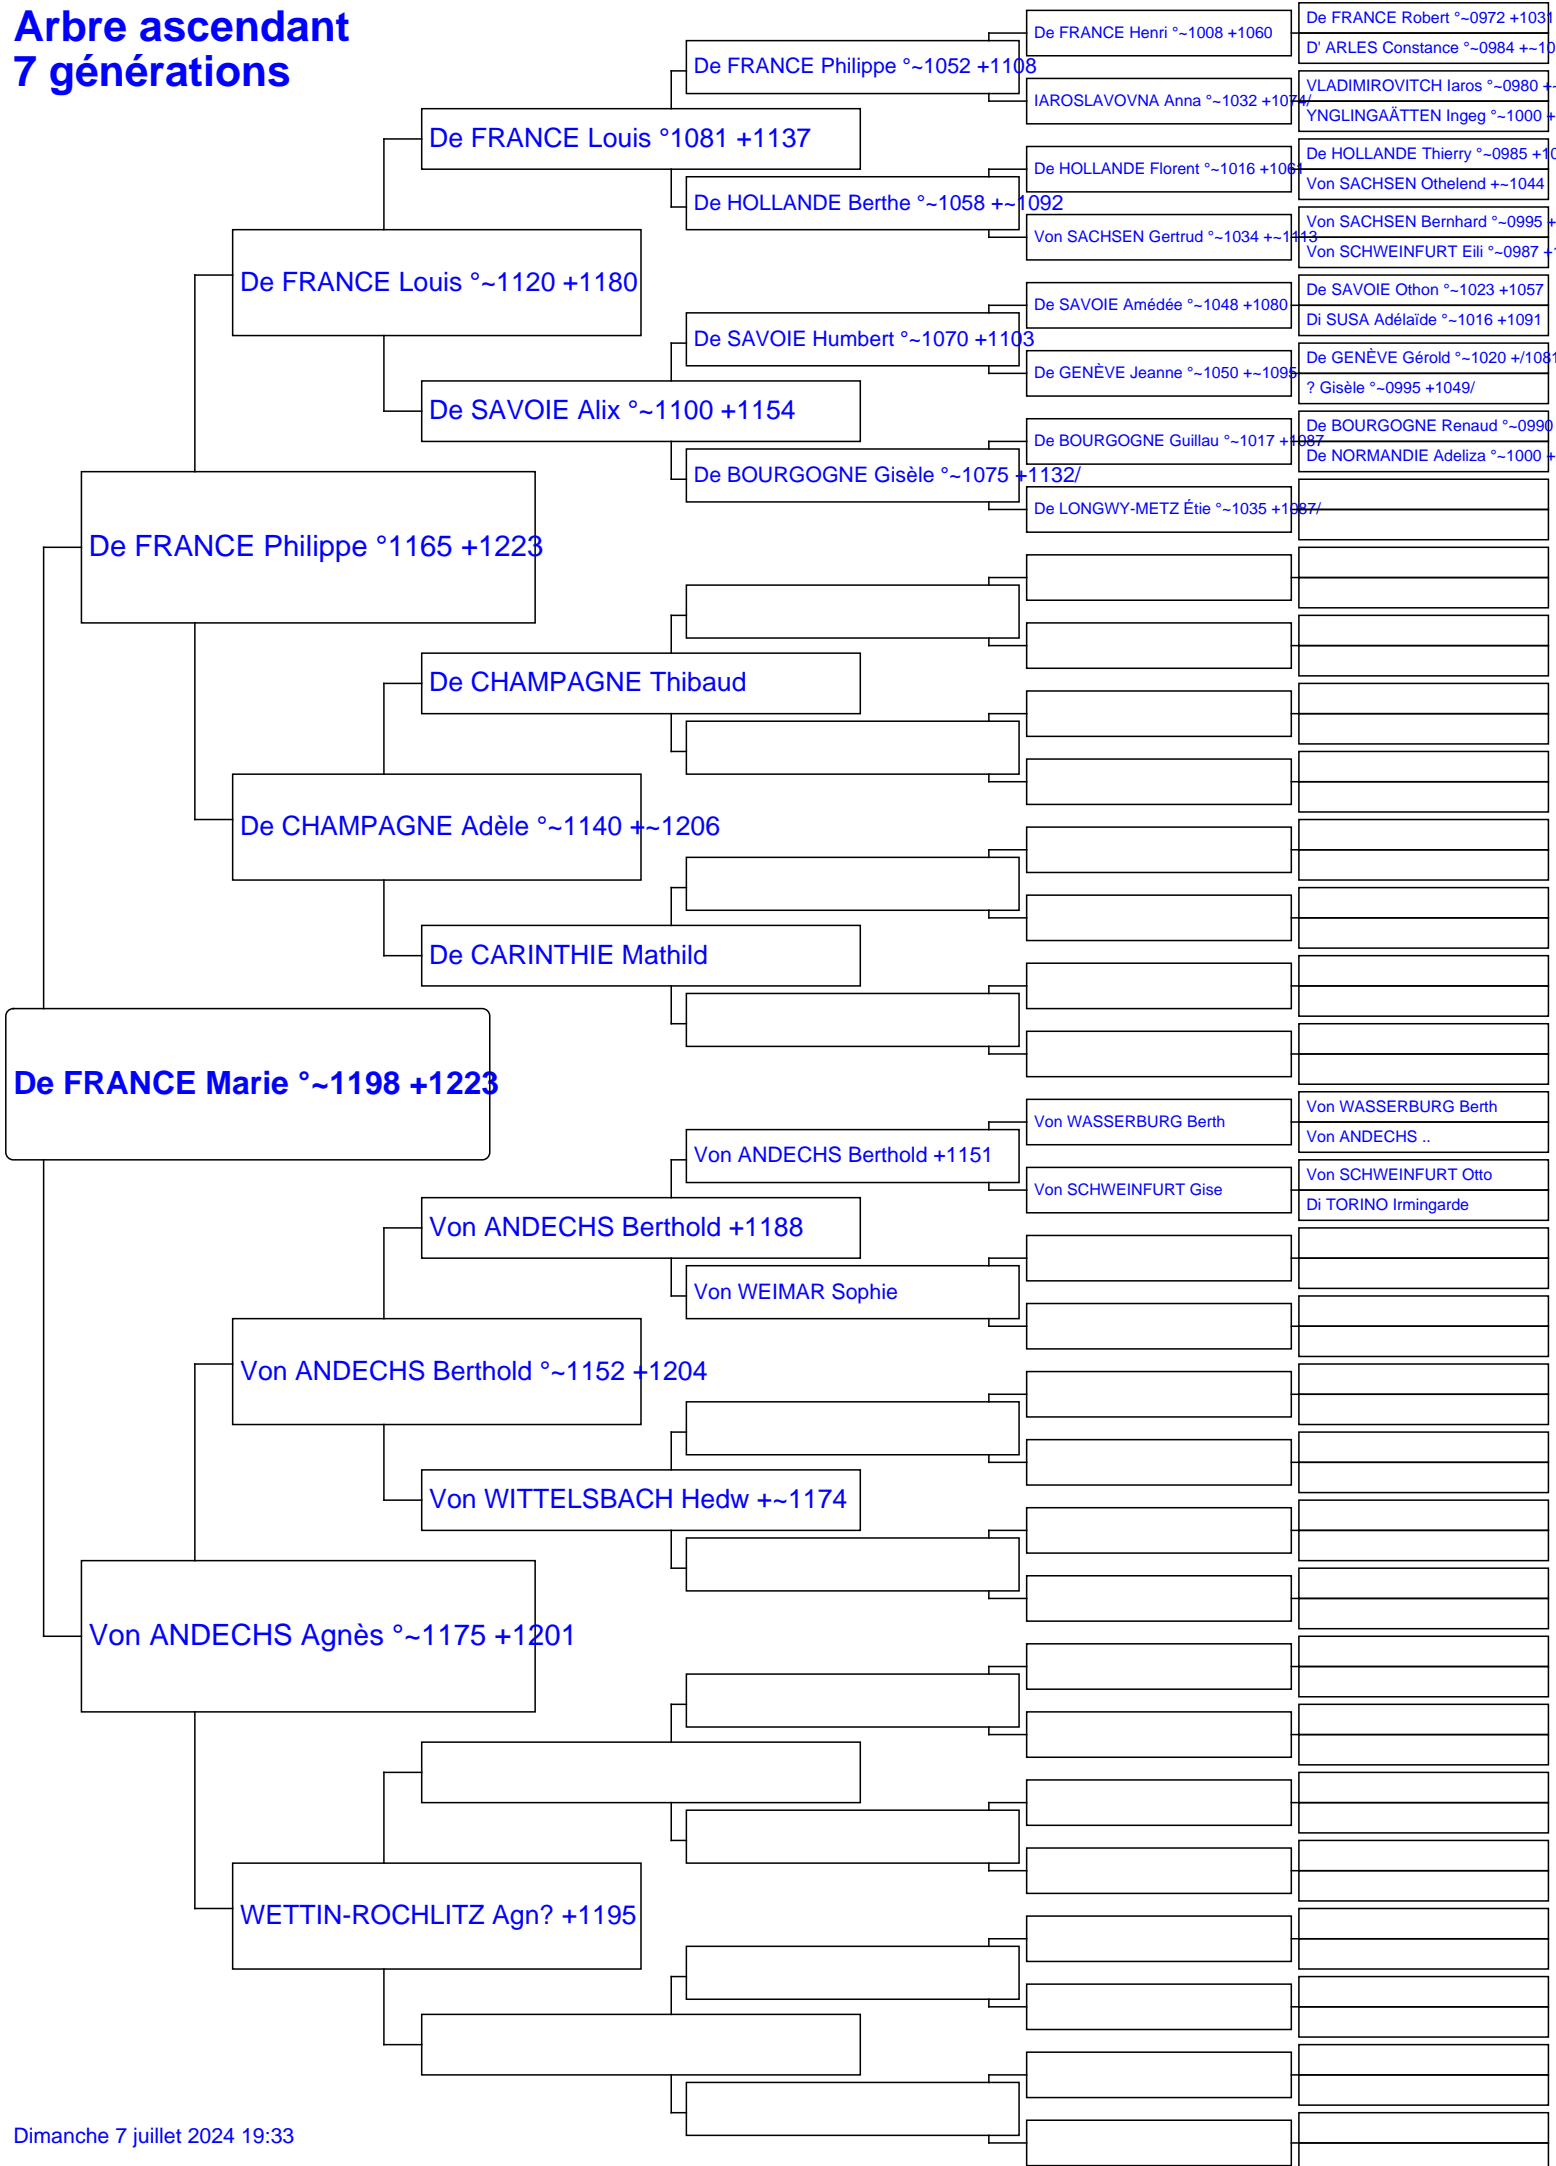 Arbre ascendant
7 générations
De FRANCE Robert °~0972 +1031
De FRANCE Henri °~1008 +1060
D' ARLES Constance °~0984 +~10
De FRANCE Philippe °~1052 +1108
VLADIMIROVITCH Iaros °~0980 +~
IAROSLAVOVNA Anna °~1032 +1074/
YNGLINGAÄTTEN Ingeg °~1000 +
De FRANCE Louis °1081 +1137
De HOLLANDE Thierry °~0985 +10
De HOLLANDE Florent °~1016 +1061
Von SACHSEN Othelend +~1044
De HOLLANDE Berthe °~1058 +~1092
Von SACHSEN Bernhard °~0995 +
Von SACHSEN Gertrud °~1034 +~1113
Von SCHWEINFURT Eili °~0987 +1
De FRANCE Louis °~1120 +1180
De SAVOIE Othon °~1023 +1057
De SAVOIE Amédée °~1048 +1080
Di SUSA Adélaïde °~1016 +1091
De SAVOIE Humbert °~1070 +1103
De GENÈVE Gérold °~1020 +/1081
De GENÈVE Jeanne °~1050 +~1095
? Gisèle °~0995 +1049/
De SAVOIE Alix °~1100 +1154
De BOURGOGNE Renaud °~0990
De BOURGOGNE Guillau °~1017 +1087
De NORMANDIE Adeliza °~1000 +
De BOURGOGNE Gisèle °~1075 +1132/
De LONGWY-METZ Étie °~1035 +1087/
De FRANCE Philippe °1165 +1223
De CHAMPAGNE Thibaud
De CHAMPAGNE Adèle °~1140 +~1206
De CARINTHIE Mathild
De FRANCE Marie °~1198 +1223
Von WASSERBURG Berth
Von WASSERBURG Berth
Von ANDECHS ..
Von ANDECHS Berthold +1151
Von SCHWEINFURT Otto
Von SCHWEINFURT Gise
Di TORINO Irmingarde
Von ANDECHS Berthold +1188
Von WEIMAR Sophie
Von ANDECHS Berthold °~1152 +1204
Von WITTELSBACH Hedw +~1174
Von ANDECHS Agnès °~1175 +1201
WETTIN-ROCHLITZ Agn? +1195
Dimanche 7 juillet 2024 19:33